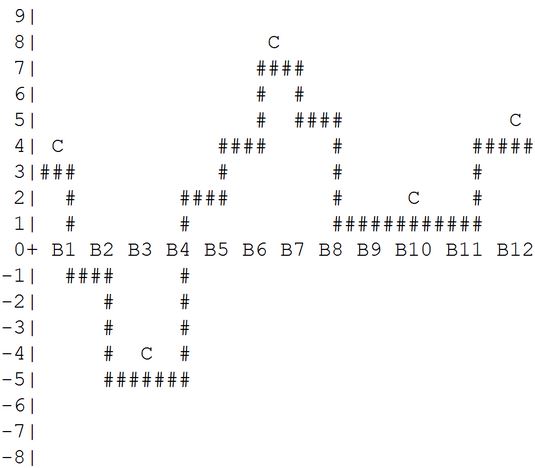 9|
 8|                  C
 7|                 ####
 6|                 #  #
 5|                 #  ####             C
 4| C            ####     #          #####
 3|###           #        #          #
 2|  #        ####        #     C    #
 1|  #        #           ############
 0+ B1 B2 B3 B4 B5 B6 B7 B8 B9 B10 B11 B12
-1|  ####     #
-2|     #     #
-3|     #     #
-4|     #  C  #
-5|     #######
-6|
-7|
-8|